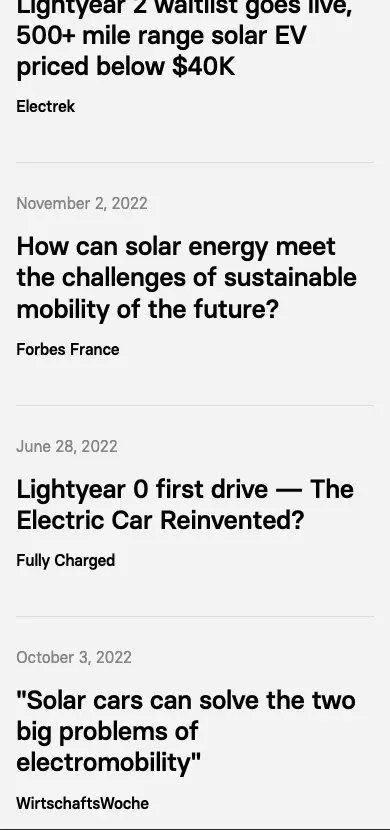 Lightyear 2 waitlist goes live,
500+ mile range solar EV
priced below $40K
Electrek
November 2, 2022
How can solar energy meet
the challenges of sustainable
mobility of the future?
Forbes France
June 28, 2022
Lightyear 0 first drive — The
Electric Car Reinvented?
Fully Charged
October 3, 2022
"Solar cars can solve the two
big problems of
electromobility"
WirtschaftsWoche